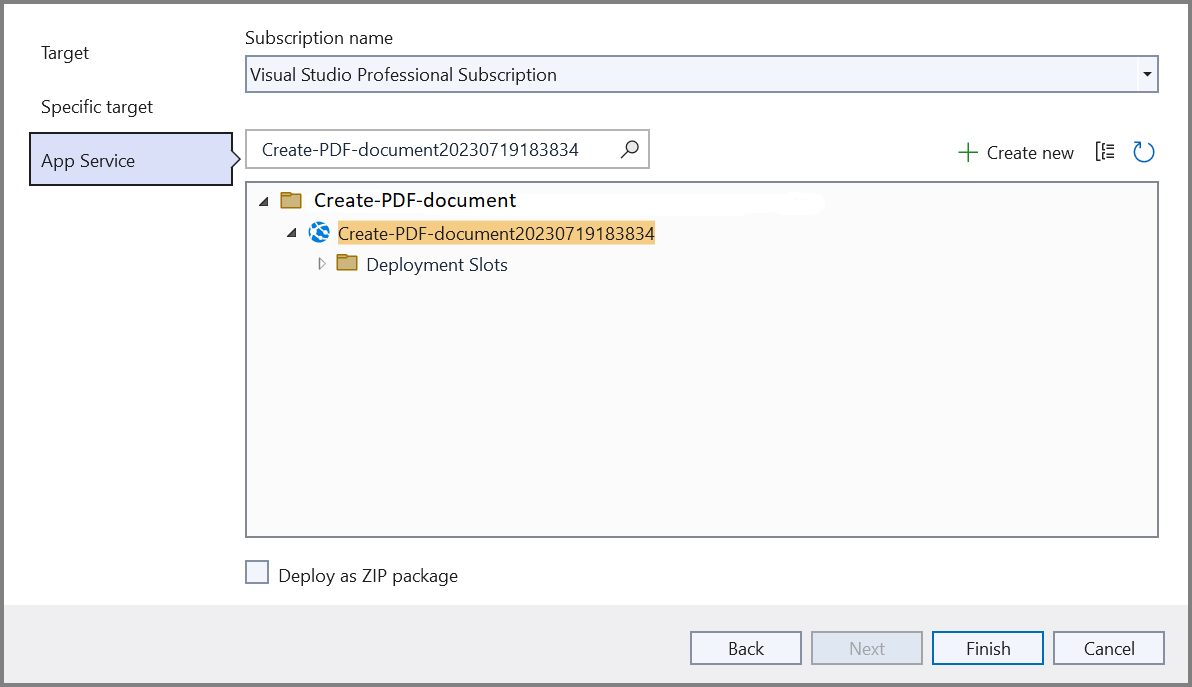 Target
Specific target
App Service
Subscription name
Visual Studio Professional Subscription
Create-PDF-document20230719183834
Create new
Create-PDF-document
Create-PDF-document20230719183834
Deployment Slots
Deploy as ZIP package
Back
Next
Finish
Cancel